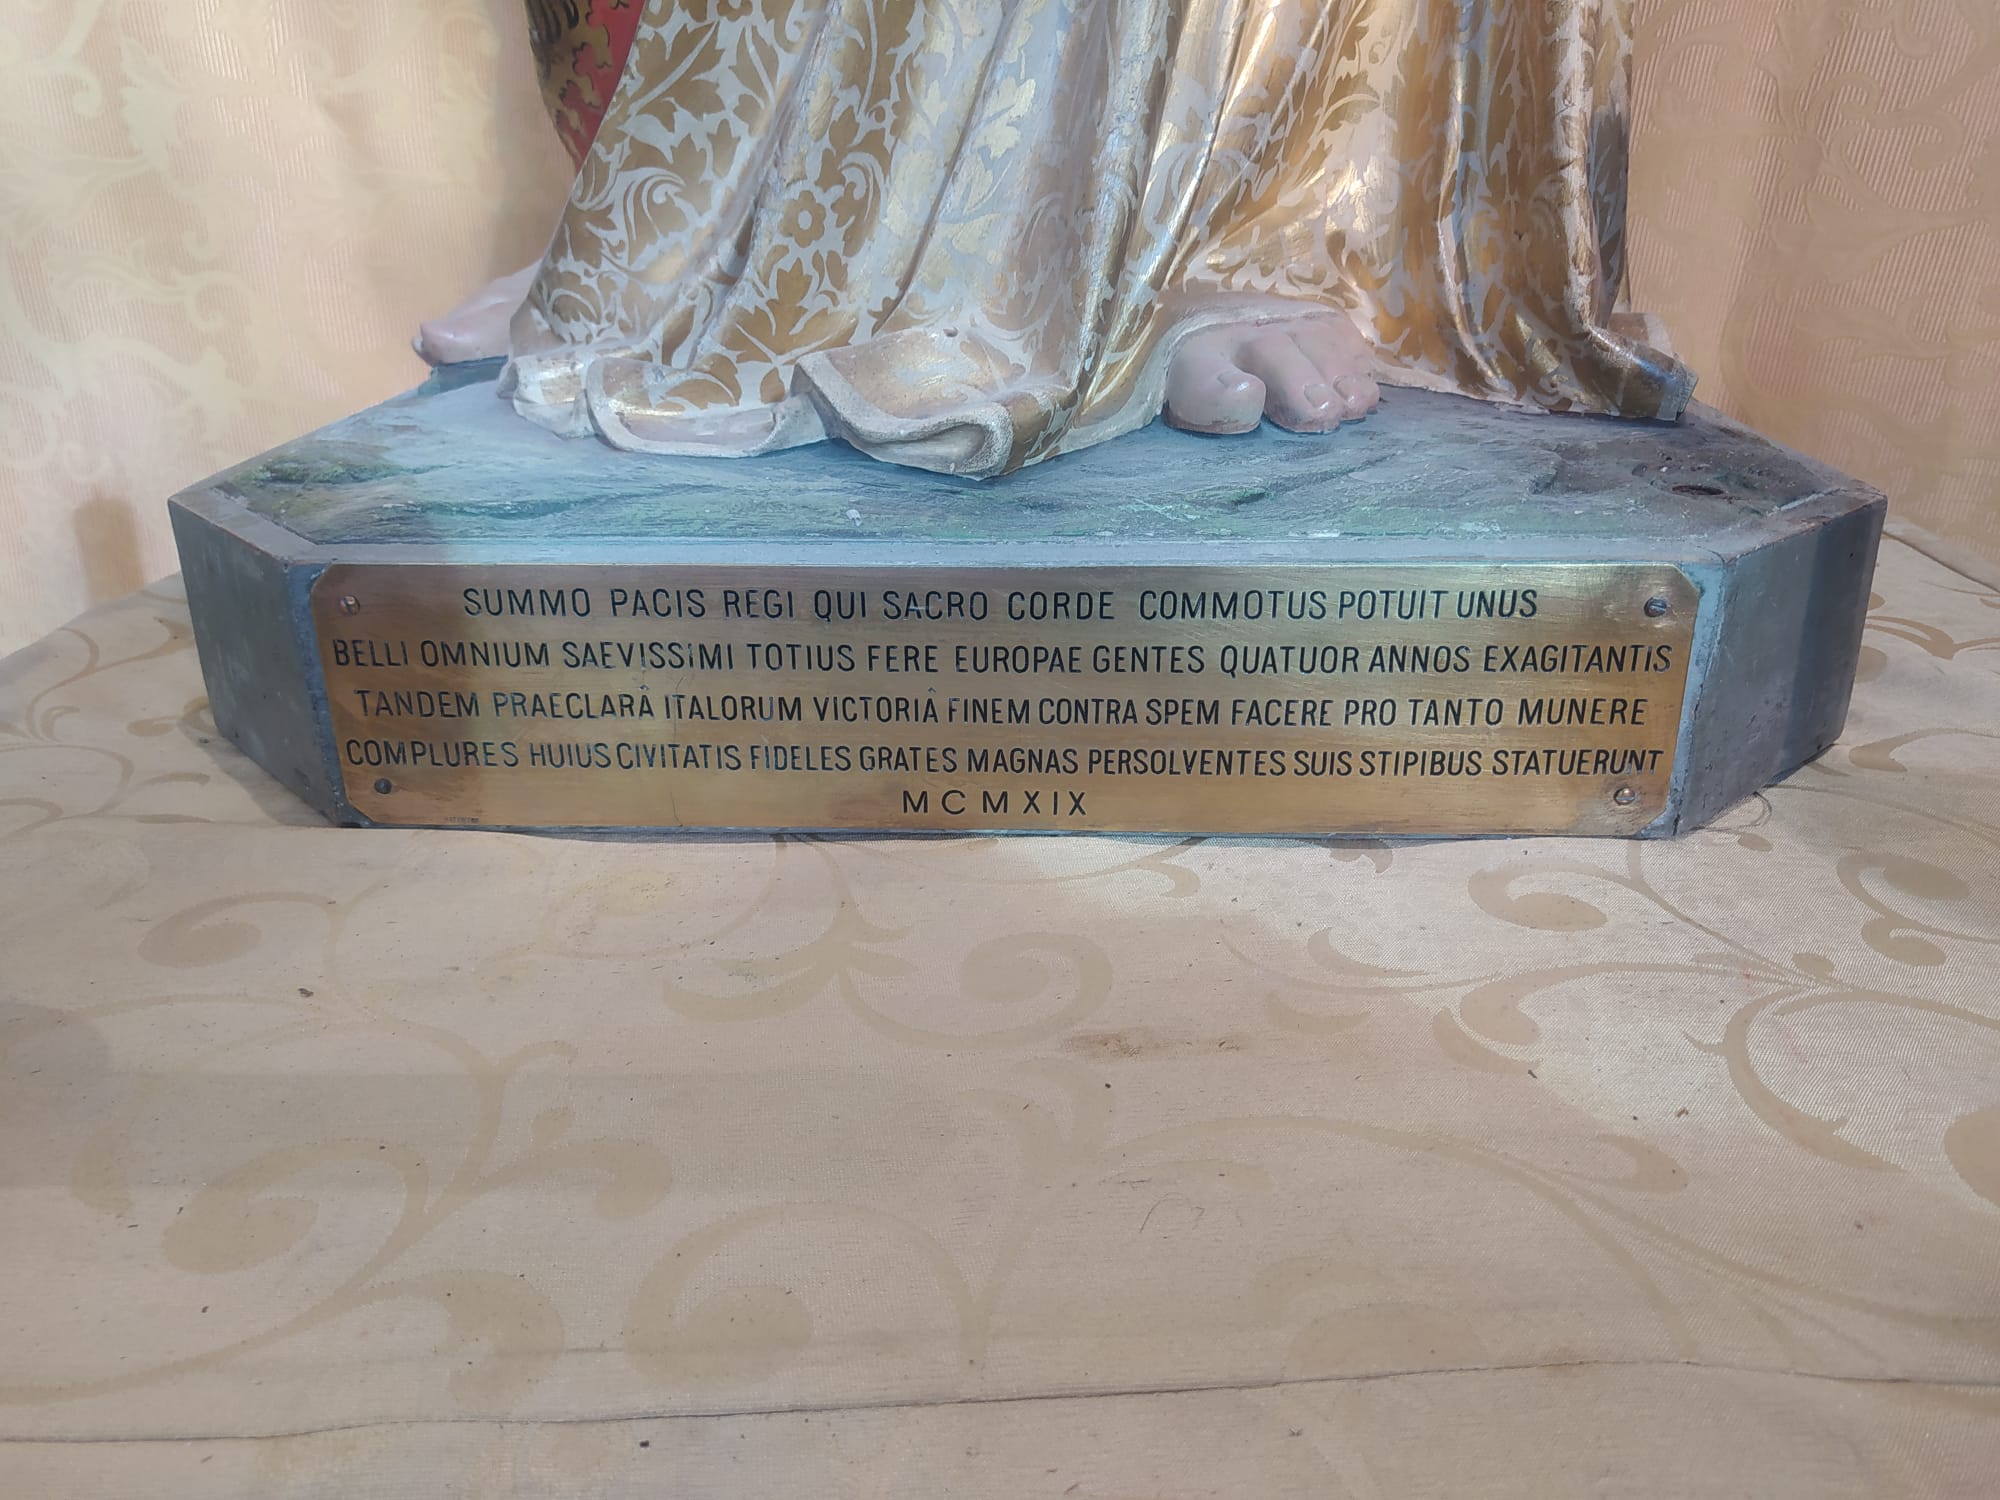 SUMMO PACIS REGI QUI SACRO CORDE COMMOTUS POTUIT UNUS
BELLI OMNIUM SAEVISSIMI TOTIUS FERE EUROPAE GENTES QUATUOR ANNOS EXAGITANTIS
TANDEM PRAECLARÂ ITALORUM VICTORIÂ FINEM CONTRA SPEM FACERE PRO TANTO MUNERE
COMPLURES HUIUS CIVITATIS FIDELES GRATES MAGNAS PERSOLVENTES SUIS STIPIBUS STATUERUNT
MCMXIX